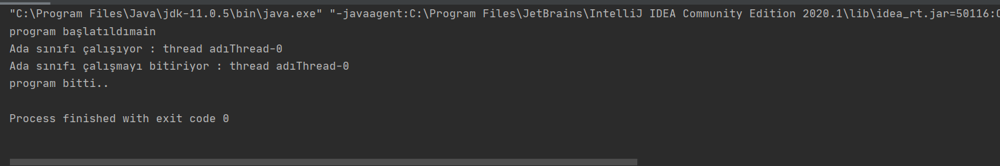 "C:\Program Files\Java\jdk-11.0.5\bin\java.exe" "-javaagent:C:\Program Files\JetBrains\IntelliJ IDEA Community Edition 2020.1\lib\idea_rt.jar=50116:C
program başlatıldımain
Ada sınıfı çalışıyor : thread adıThread-0
Ada sınıfı çalışmayı bitiriyor : thread adıThread-0
program bitti..
Process finished with exit code 0